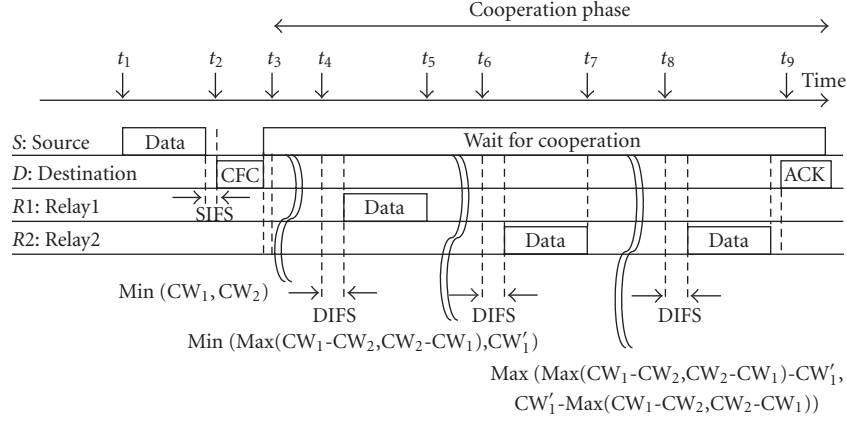 Cooperation phase
t1 t2 t3 t4 t5 t6 t7 t8 t9
Time
S: Source Data Wait for cooperation
D: Destination CFC ACK
SIFS
R1: Relay1 Data
R2: Relay2 Data Data
Min (CW1,CW2)
DIFS DIFS DIFS
Min (Max(CW1-CW2,CW2-CW1),CW′1)
Max (Max(CW1-CW2,CW2-CW1)-CW′1,
CW′1-Max(CW1-CW2,CW2-CW1))